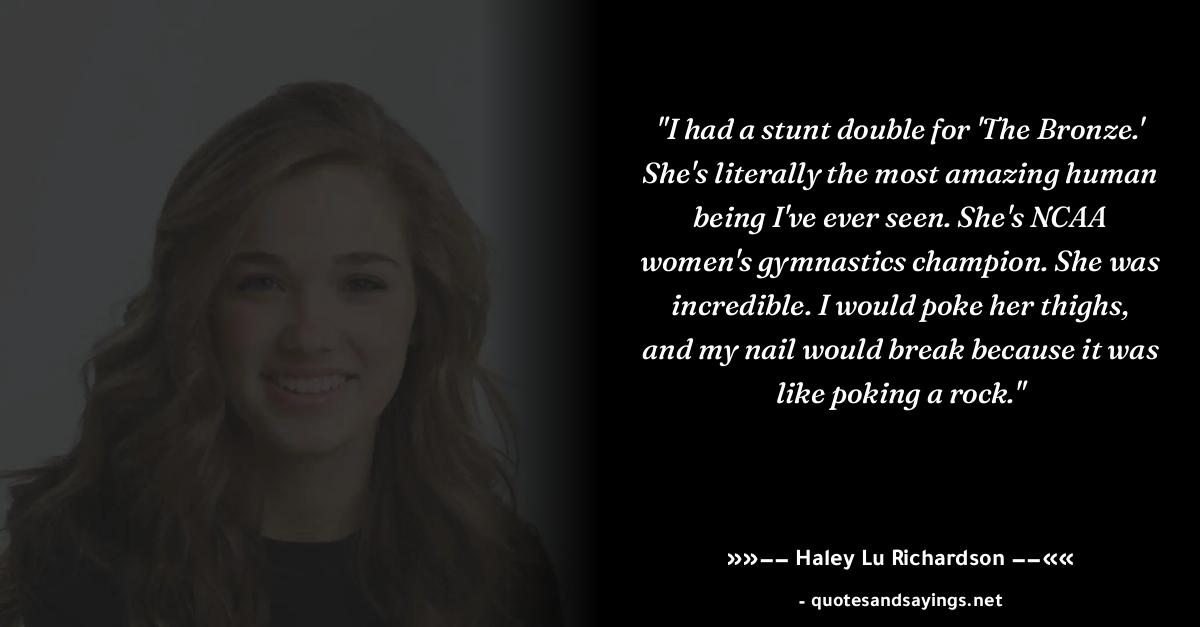 "I had a stunt double for 'The Bronze.'
She's literally the most amazing human
being I've ever seen. She's NCAA
women's gymnastics champion. She was
incredible. I would poke her thighs,
and my nail would break because it was
like poking a rock."
»»―― Haley Lu Richardson ――««
- quotesandsayings.net